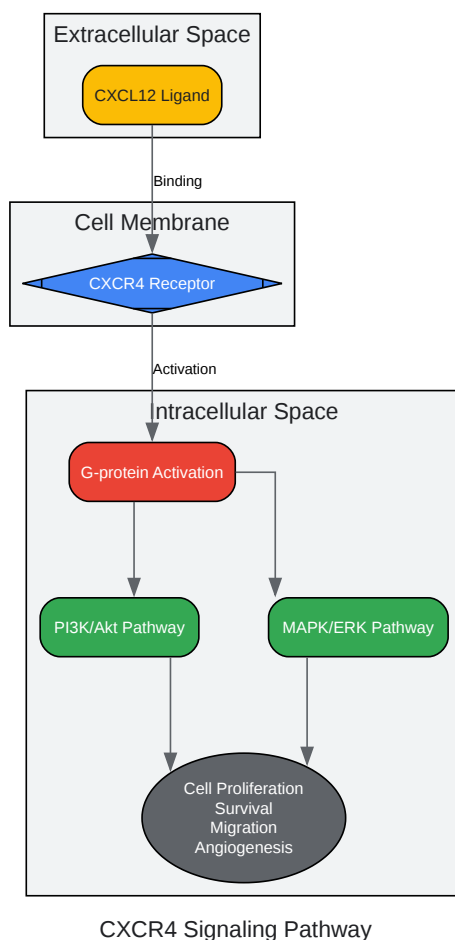 Extracellular Space
CXCL12 Ligand
Binding
Cell Membrane
CXCR4 Receptor
Activation
Intracellular Space
G-protein Activation
PI3K/Akt Pathway
MAPK/ERK Pathway
Cell Proliferation
Survival
Migration
Angiogenesis
CXCR4 Signaling Pathway